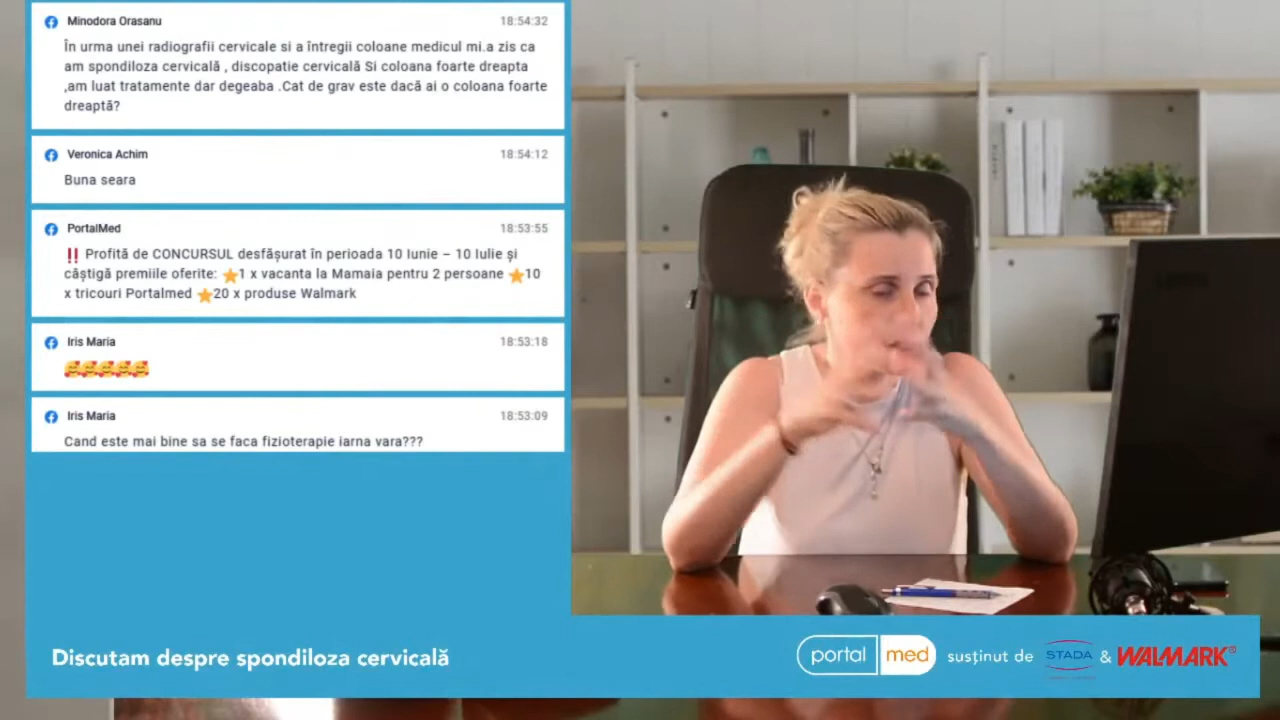 Minodora Orasanu 18:54:32
În urma unei radiografii cervicale si a întregii coloane medicul mi.a zis ca
am spondiloza cervicală , discopatie cervicală Si coloana foarte dreapta
,am luat tratamente dar degeaba .Cat de grav este dacă ai o coloana foarte
dreaptă?
Veronica Achim 18:54:12
Buna seara
PortalMed 18:53:55
‼️ Profită de CONCURSUL desfășurat în perioada 10 Iunie – 10 Iulie și
câștigă premiile oferite: ⭐1 x vacanta la Mamaia pentru 2 persoane ⭐10
x tricouri Portalmed ⭐20 x produse Walmark
Iris Maria 18:53:18
🥰🥰🥰🥰🥰
Iris Maria 18:53:09
Cand este mai bine sa se faca fizioterapie iarna vara???
Discutam despre spondiloza cervicală
portal med susținut de STADA & WALMARK®